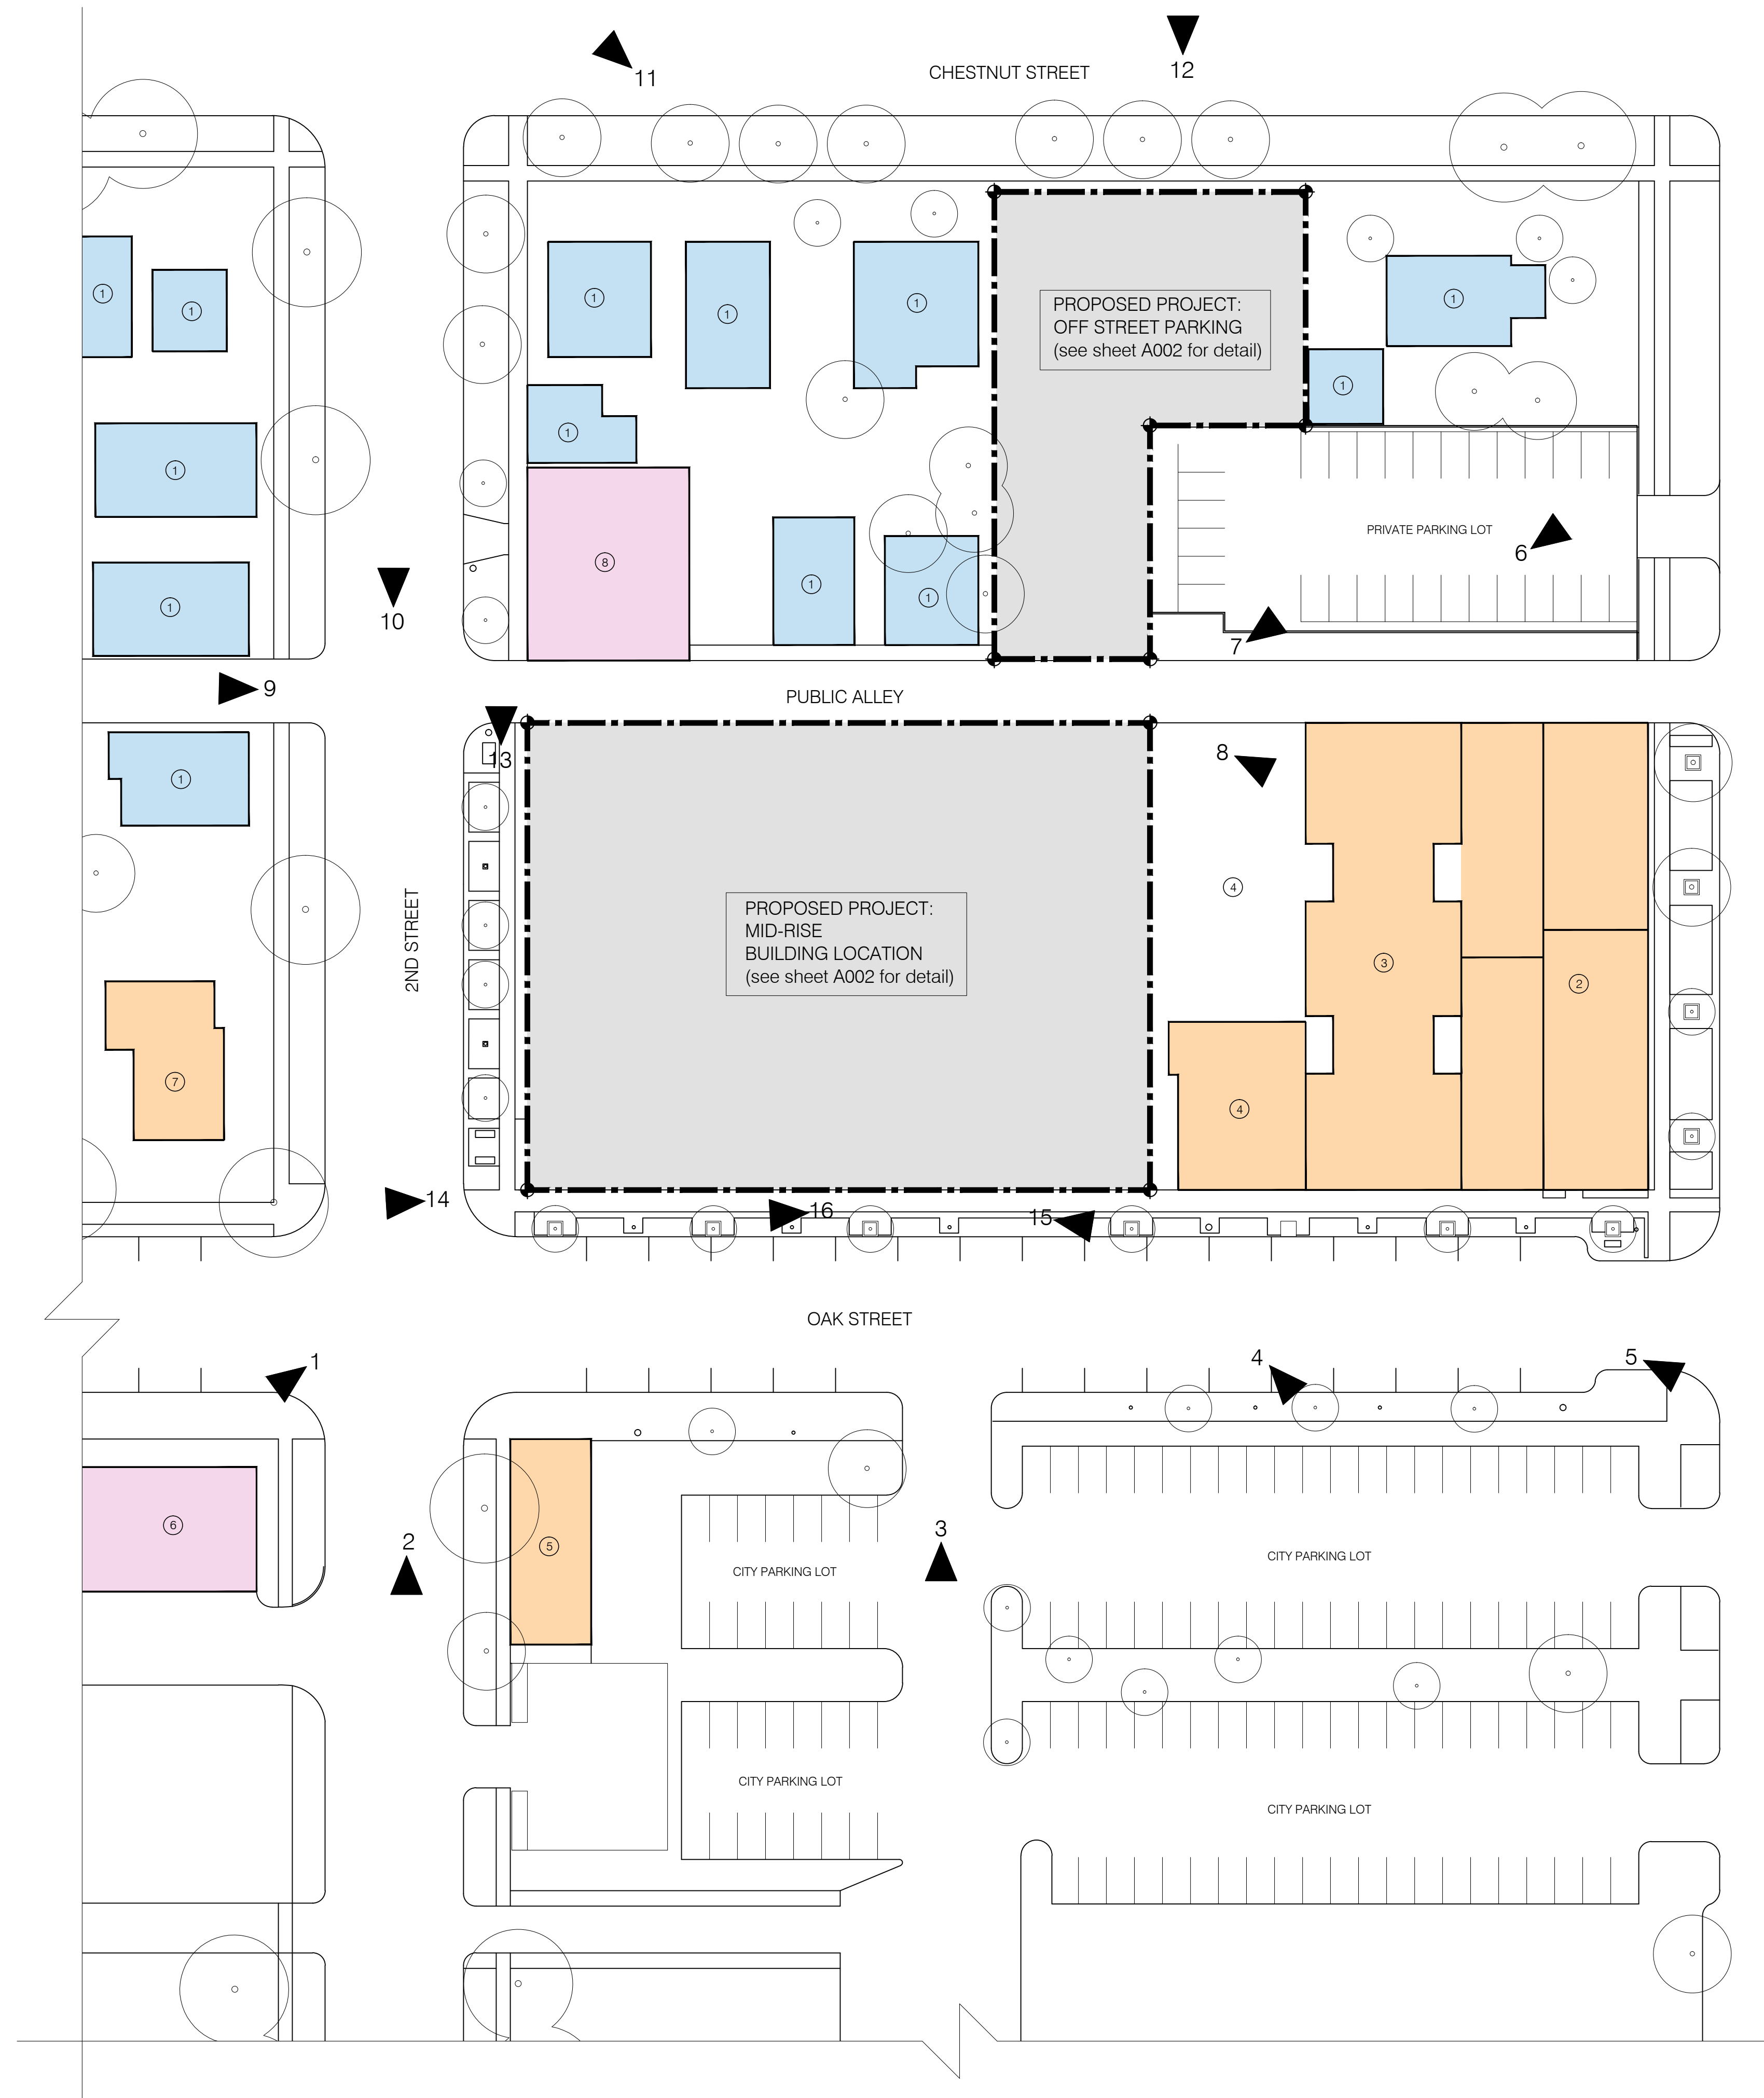 12
11
CHESTNUT STREET
1
1
1
1
1
1
PROPOSED PROJECT:
OFF STREET PARKING
(see sheet A002 for detail)
1
1
1
PRIVATE PARKING LOT
6
8
1
1
1
10
7
9
PUBLIC ALLEY
13
8
1
4
PROPOSED PROJECT:
MID-RISE
BUILDING LOCATION
(see sheet A002 for detail)
2ND STREET
3
2
7
4
14
16
15
OAK STREET
1
4
5
6
2
5
3
CITY PARKING LOT
CITY PARKING LOT
CITY PARKING LOT
CITY PARKING LOT